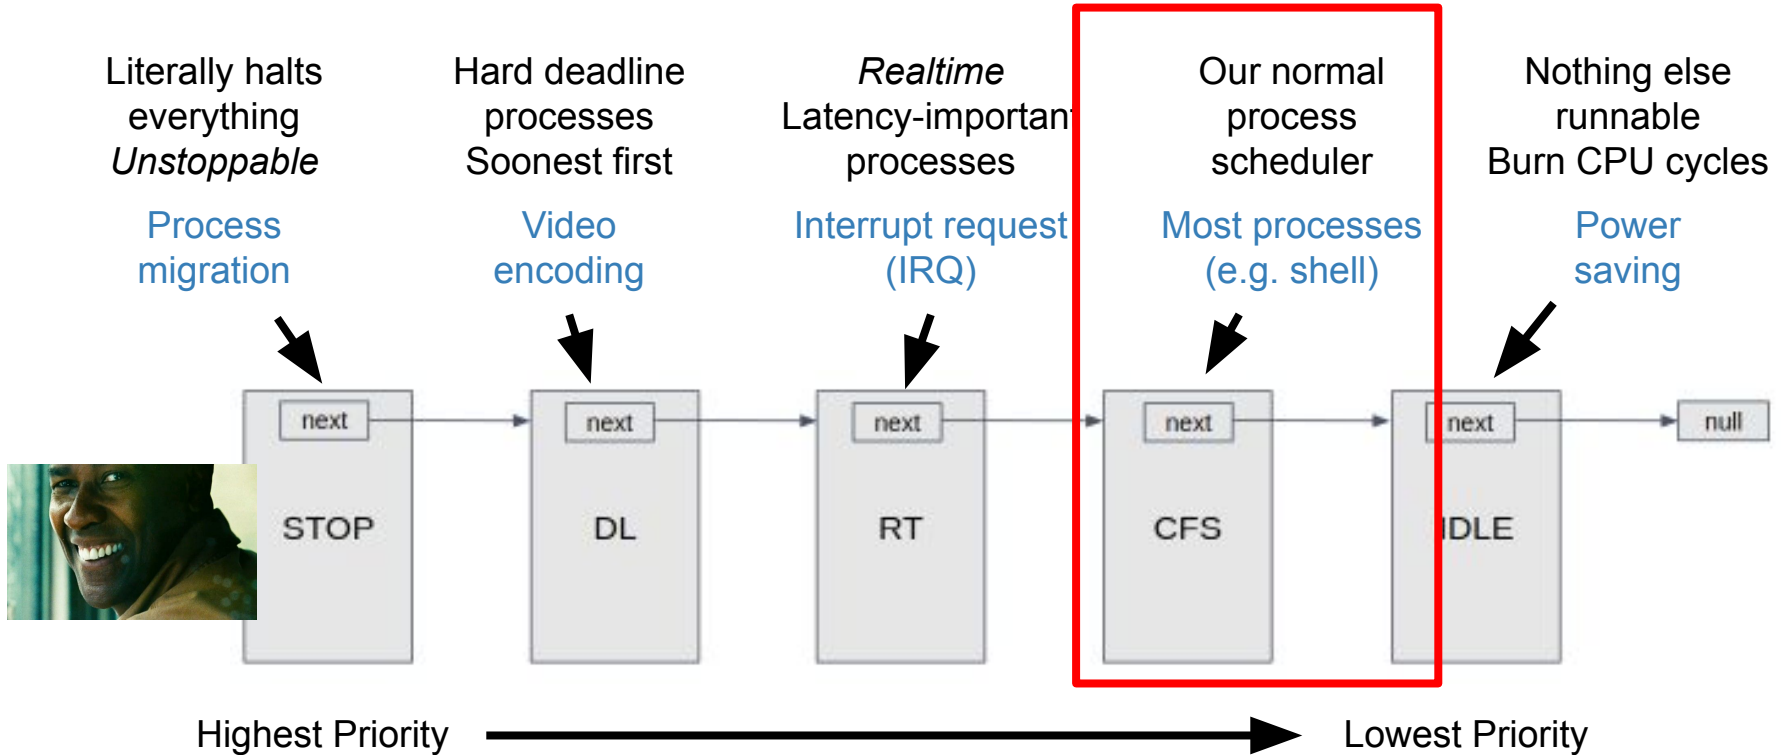 Literally halts
everything
Unstoppable
Process
migration
Hard deadline
processes
Soonest first
Video
encoding
Realtime
Latency-important
processes
Interrupt request
(IRQ)
Our normal
process
scheduler
Most processes
(e.g. shell)
Nothing else
runnable
Burn CPU cycles
Power
saving
next
next
next
next
next
null
STOP
DL
RT
CFS
IDLE
Highest Priority
Lowest Priority